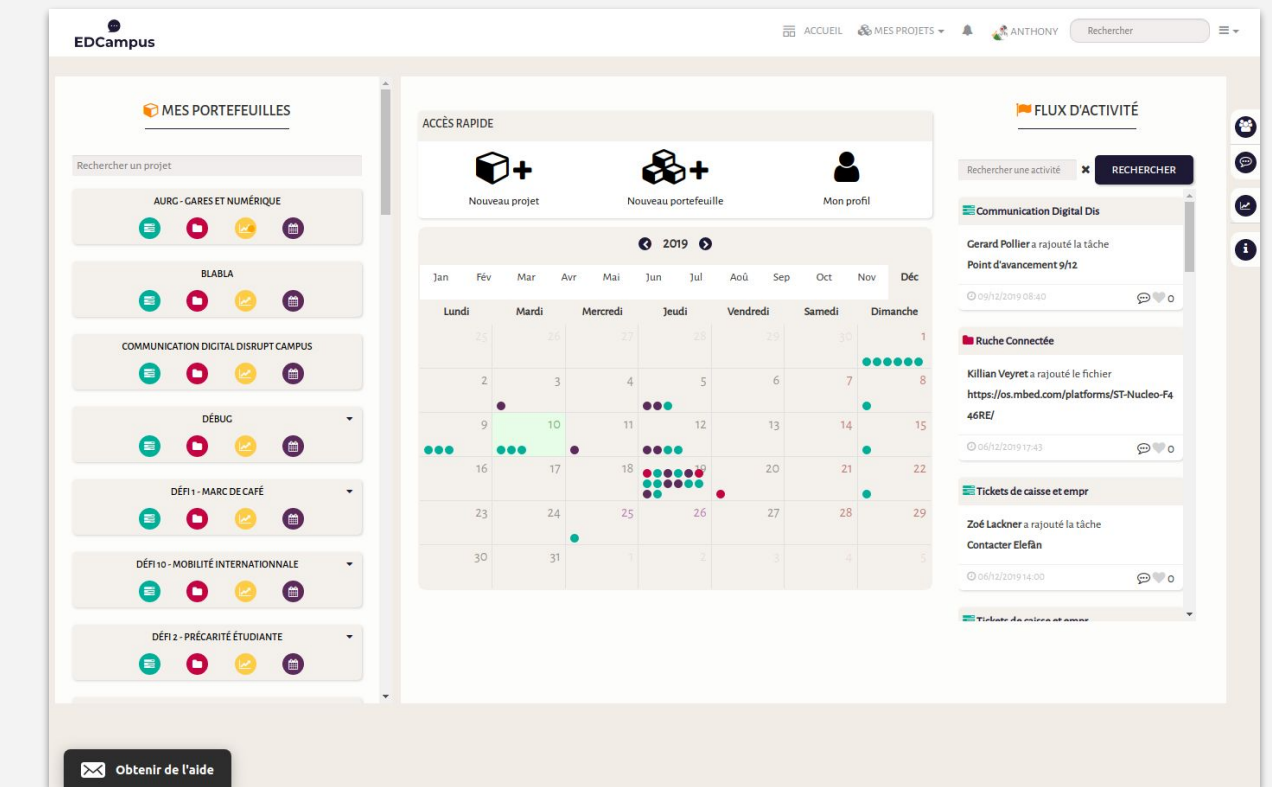 EDCampus
ACCUEIL MES PROJETS ANTHONY Rechercher
MES PORTEFEUILLES
Rechercher un projet
AURG - GARES ET NUMÉRIQUE
BLABLA
COMMUNICATION DIGITAL DISRUPT CAMPUS
DÉBUG
DÉFI 1 - MARC DE CAFÉ
DÉFI 10 - MOBILITÉ INTERNATIONNALE
DÉFI 2 - PRÉCARITÉ ÉTUDIANTE
ACCÈS RAPIDE
Nouveau projet Nouveau portefeuille Mon profil
2019
Jan Fév Mar Avr Mai Jun Jul Aoû Sep Oct Nov Déc
Lundi Mardi Mercredi Jeudi Vendredi Samedi Dimanche
25 26 27 28 29 30 1
2 3 4 5 6 7 8
9 10 11 12 13 14 15
16 17 18 19 20 21 22
23 24 25 26 27 28 29
30 31 1 2 3 4 5
FLUX D'ACTIVITÉ
Rechercher une activité RECHERCHER
Communication Digital Dis
Gerard Pollier a rajouté la tâche
Point d'avancement 9/12
09/12/2019 08:40 0
Ruche Connectée
Killian Veyret a rajouté le fichier
https://os.mbed.com/platforms/ST-Nucleo-F4
46RE/
06/12/2019 17:43 0
Tickets de caisse et empr
Zoé Lackner a rajouté la tâche
Contacter Elefàn
06/12/2019 14:00 0
Tickets de caisse et empr
Obtenir de l'aide